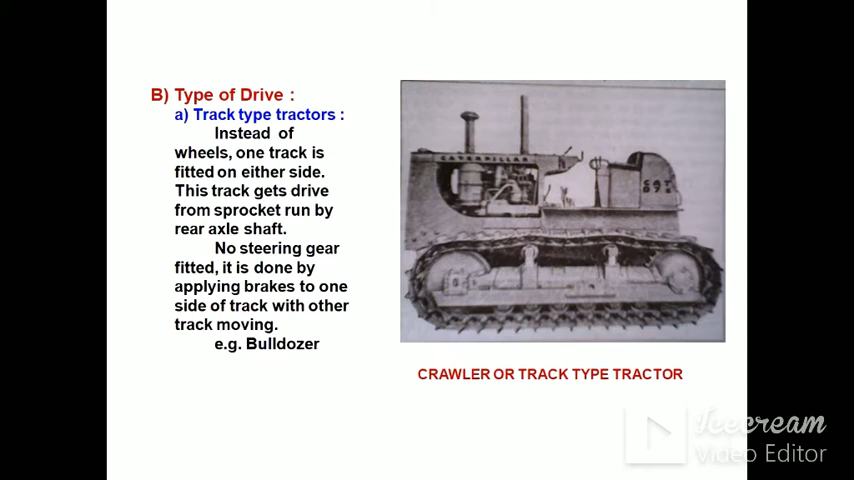 B) Type of Drive :
a) Track type tractors :
Instead of
wheels, one track is
fitted on either side.
This track gets drive
from sprocket run by
rear axle shaft.
No steering gear
fitted, it is done by
applying brakes to one
side of track with other
track moving.
e.g. Bulldozer
CATERPILLAR
CAT
CRAWLER OR TRACK TYPE TRACTOR
Icecream
Video Editor